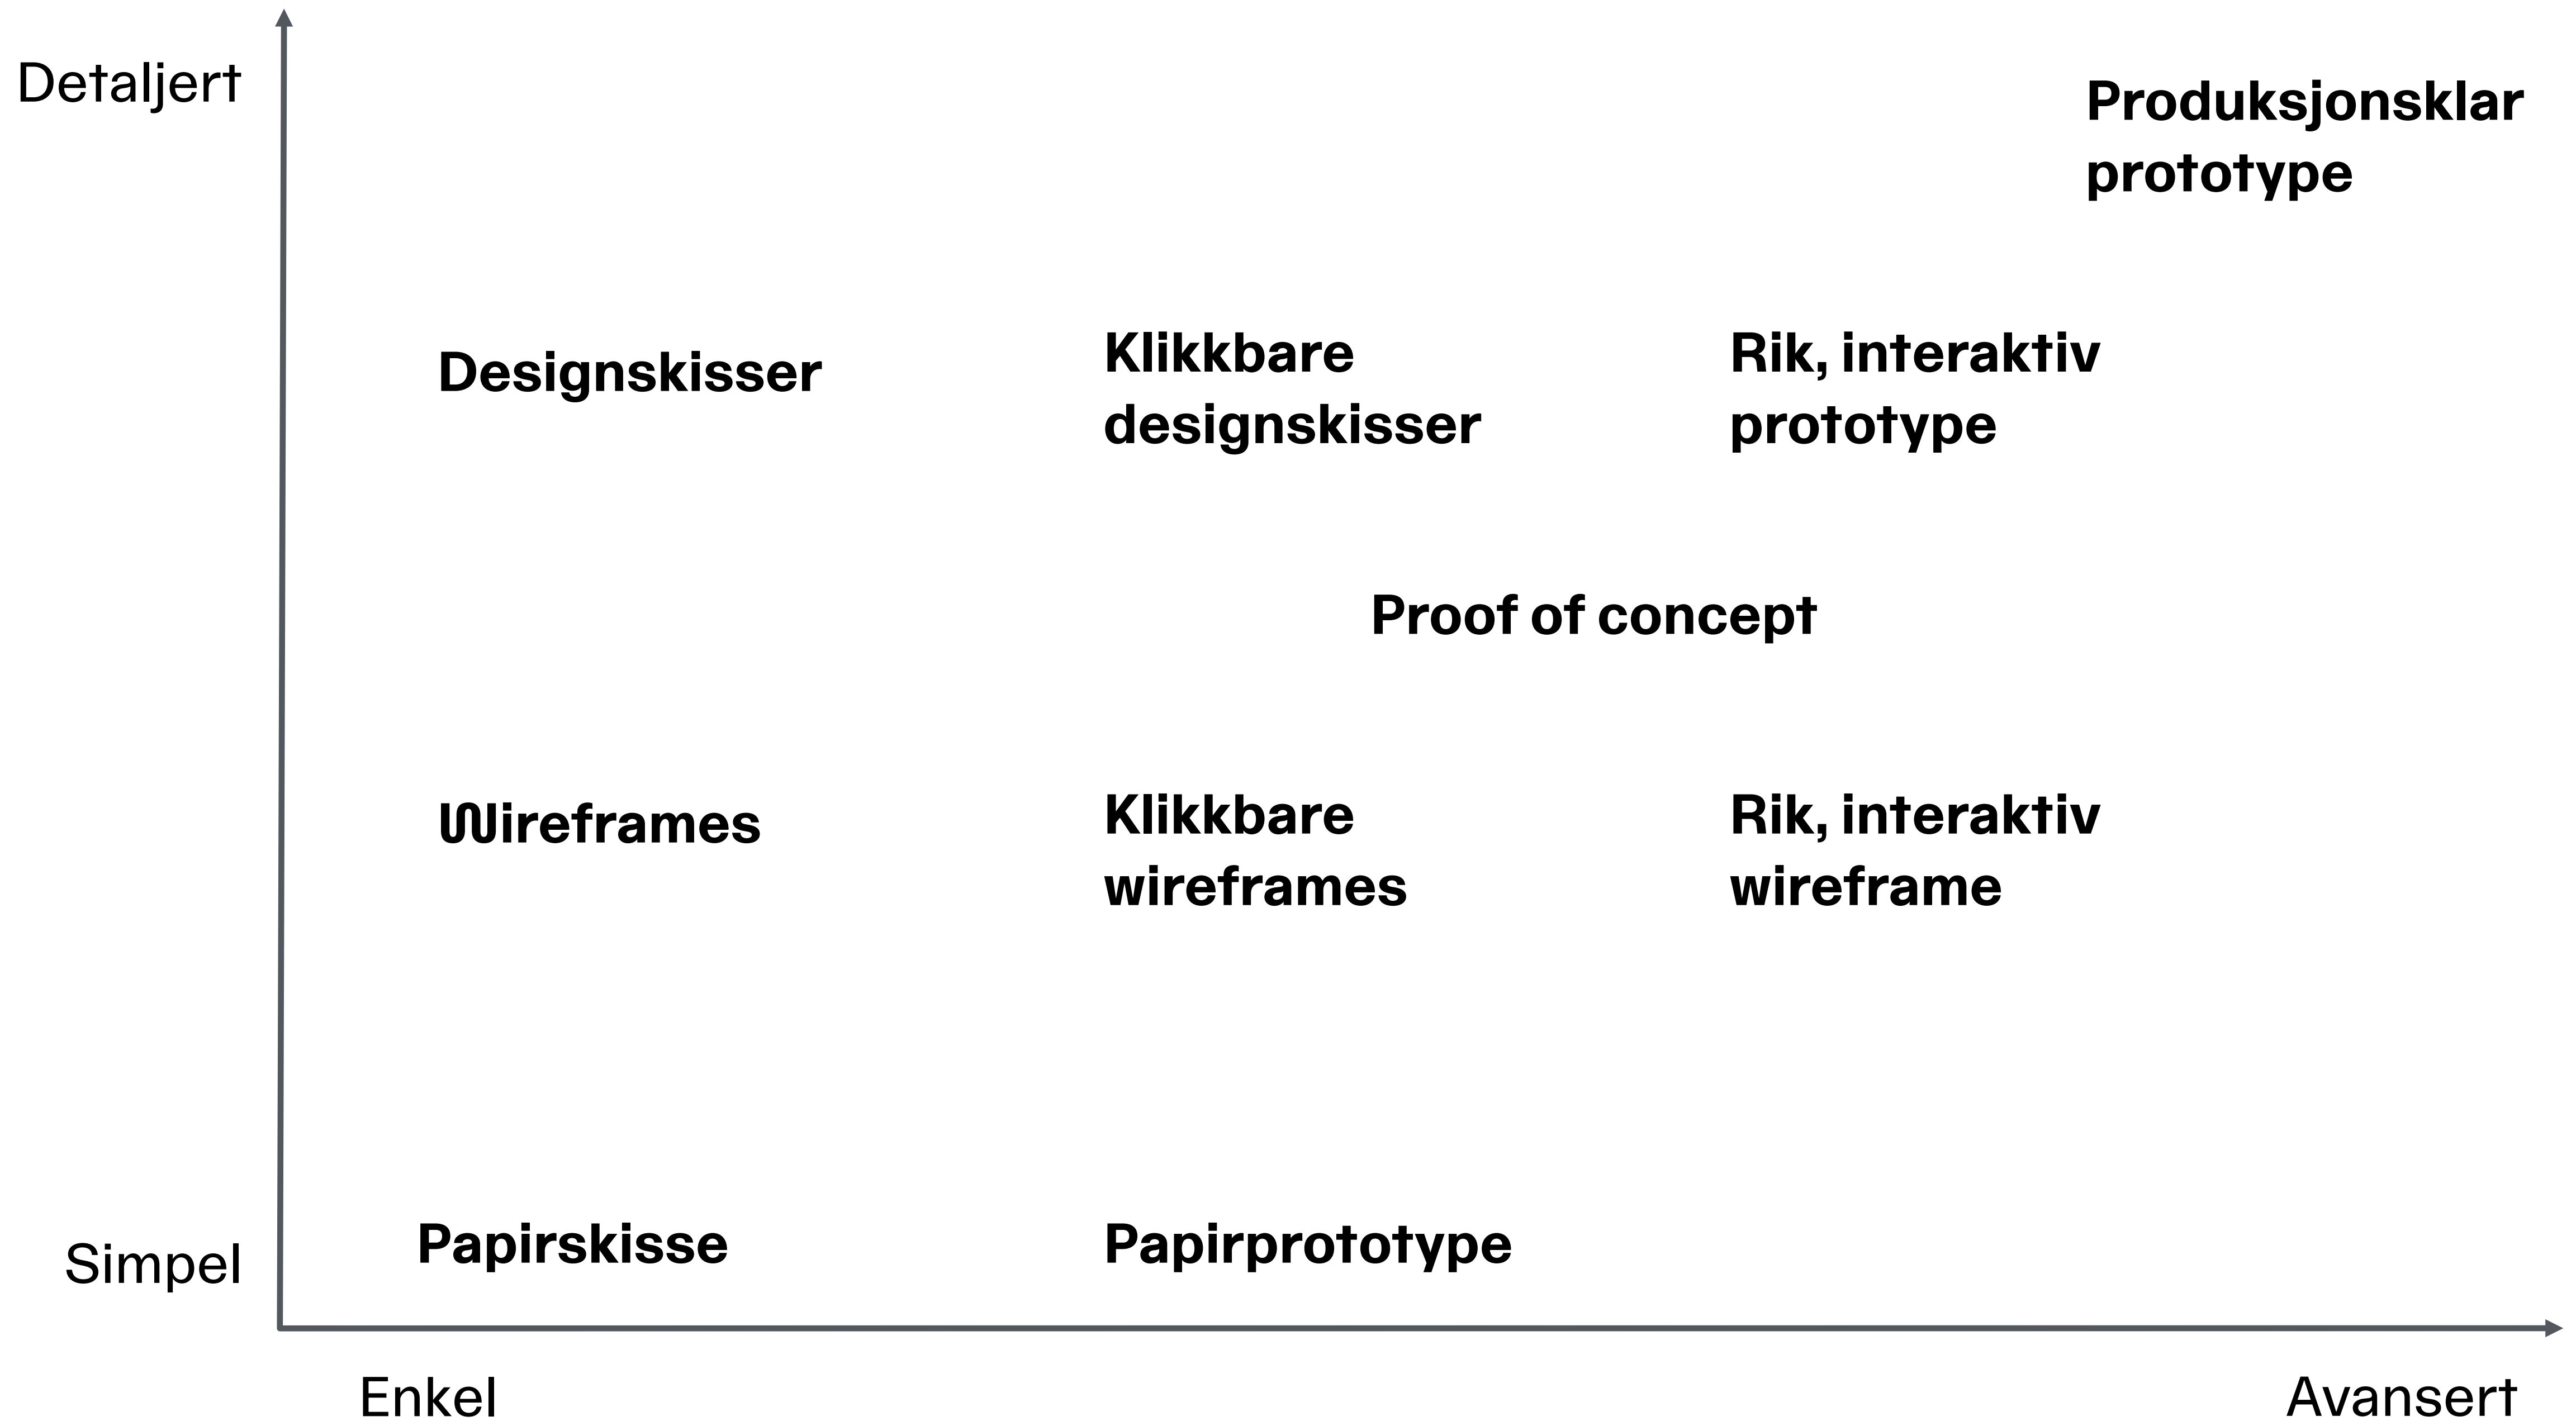 Detaljert
Produksjonsklar
prototype
Designskisser
Klikkbare
designskisser
Rik, interaktiv
prototype
Proof of concept
Wireframes
Klikkbare
wireframes
Rik, interaktiv
wireframe
Simpel
Papirskisse
Papirprototype
Enkel
Avansert